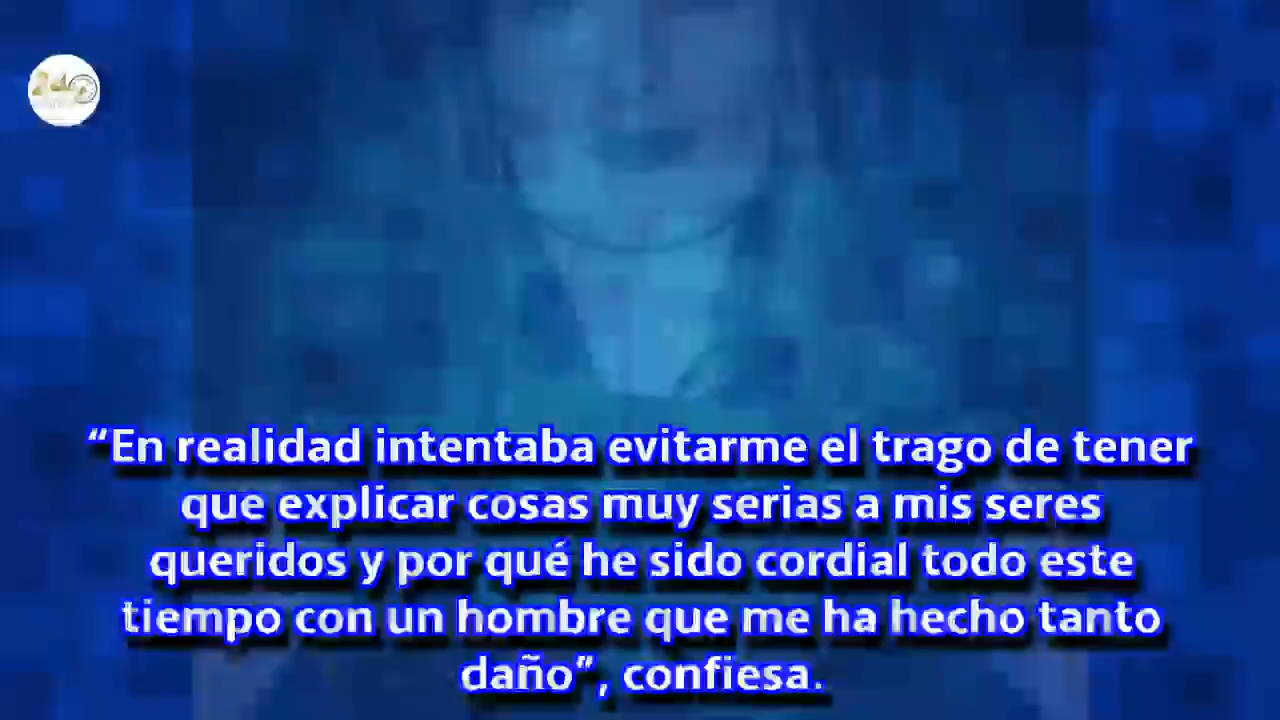 “En realidad intentaba evitarme el trago de tener
que explicar cosas muy serias a mis seres
queridos y por qué he sido cordial todo este
tiempo con un hombre que me ha hecho tanto
daño”, confiesa.